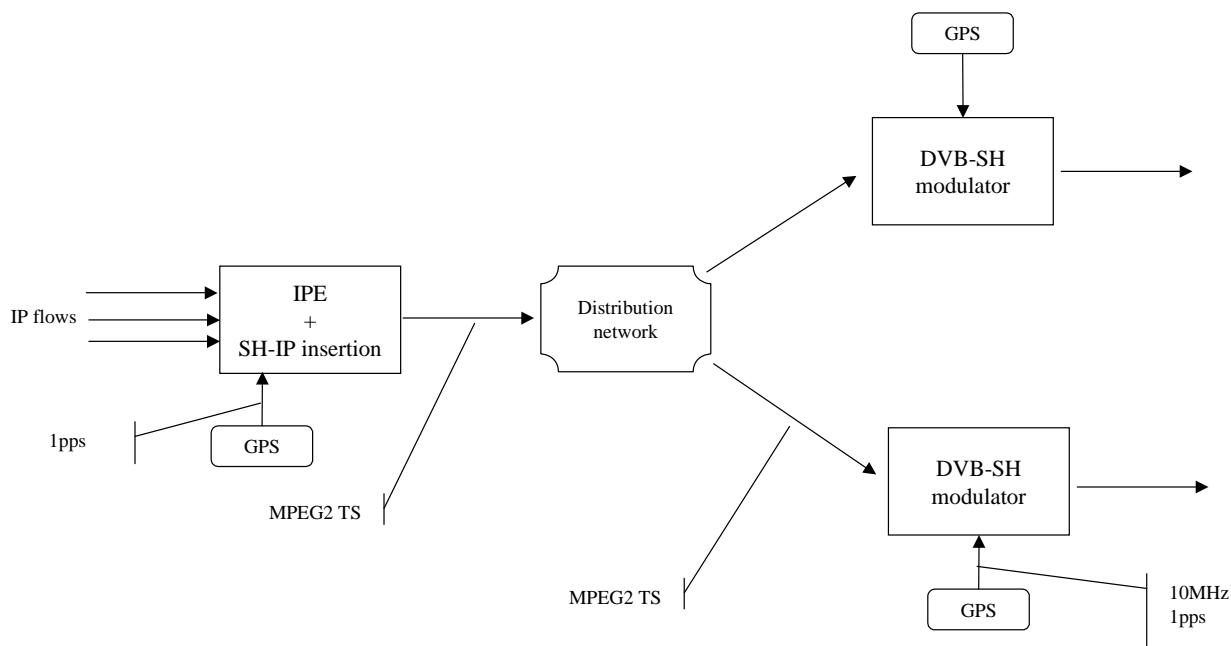 GPS
DVB-SH
modulator
IPE
+
SH-IP insertion
IP flows
Distribution
network
1pps
GPS
MPEG2 TS
DVB-SH
modulator
MPEG2 TS
GPS
10MHz
1pps